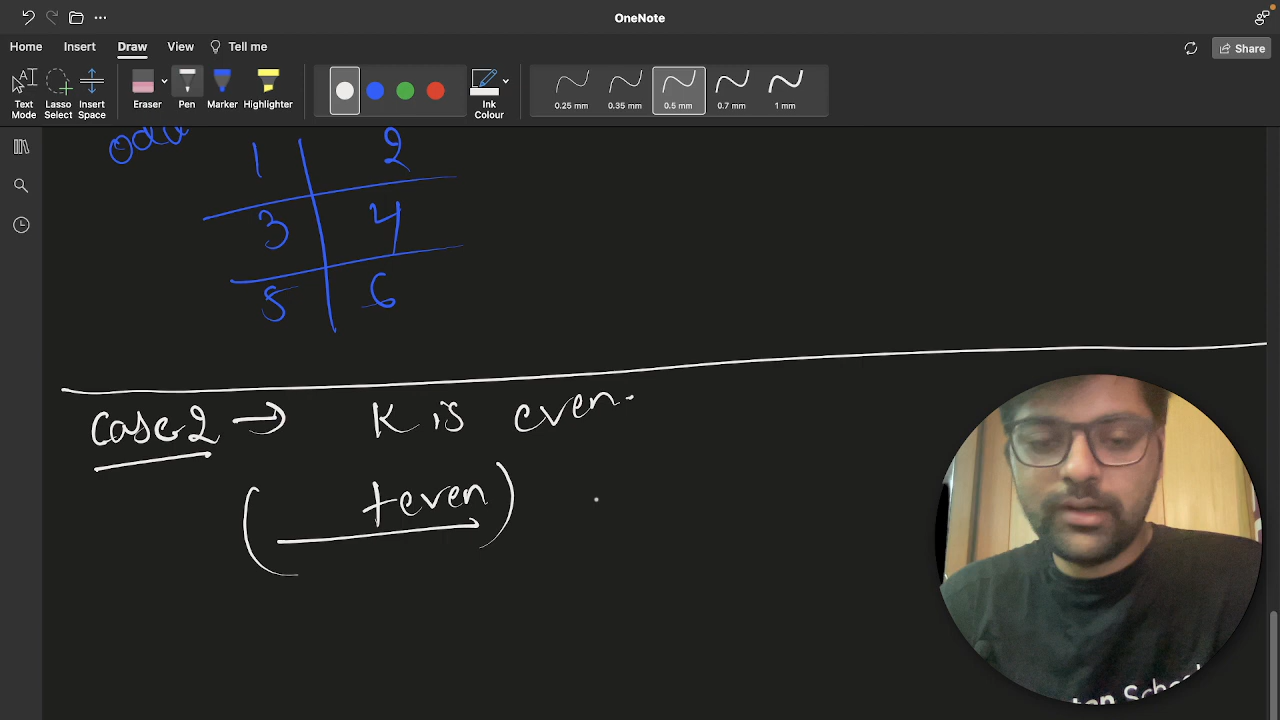 OneNote
Home Insert Draw View Tell me Share
Text Mode
Lasso Select
Insert Space
Eraser
Pen
Marker
Highlighter
Ink Colour
0.25 mm
0.35 mm
0.5 mm
0.7 mm
1 mm
odd
1 2
3 4
5 6
Case 2 → K is even.
( +even)